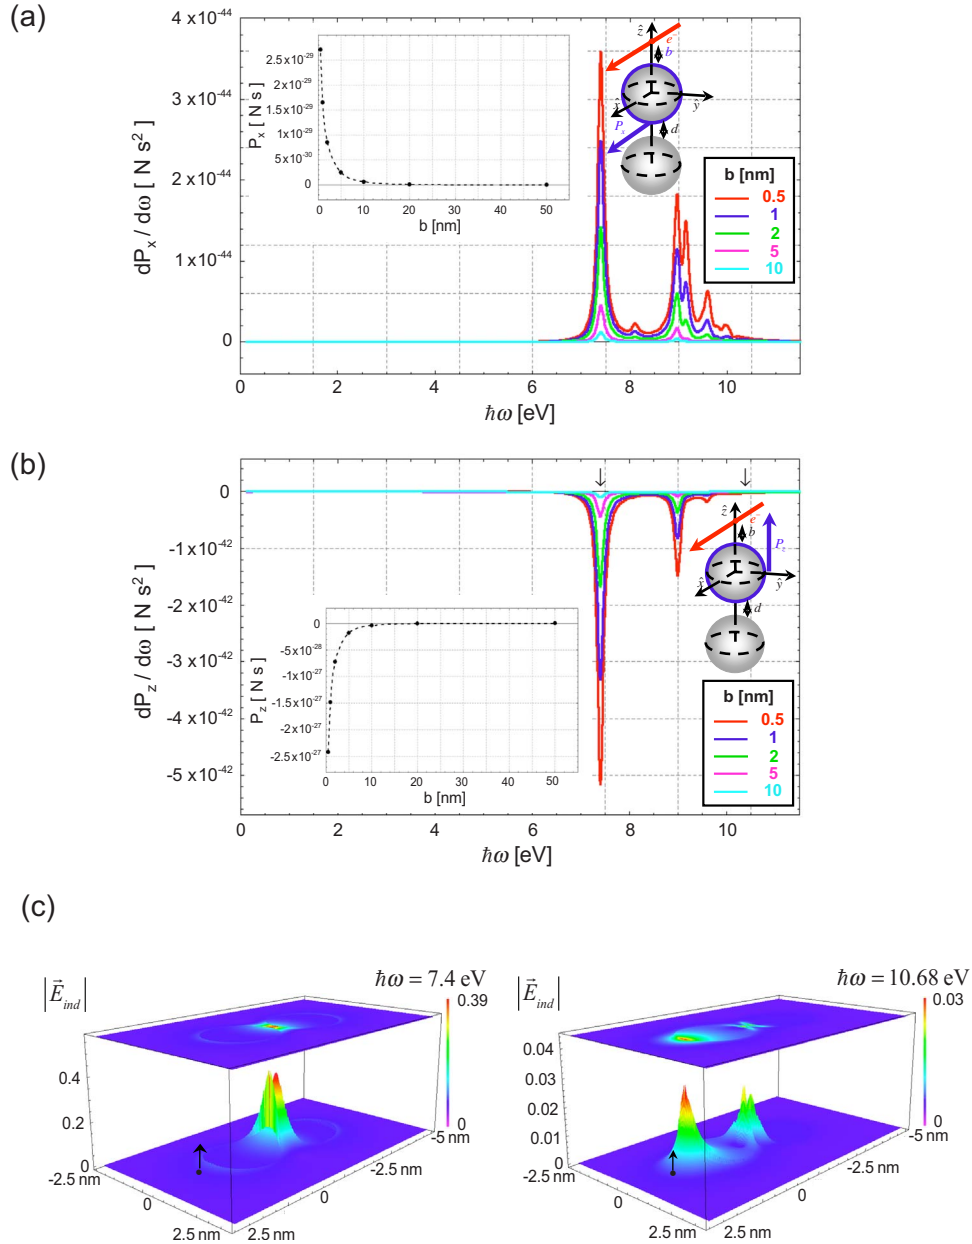 (a)
4 x10⁻⁴⁴
3 x10⁻⁴⁴
2 x10⁻⁴⁴
1 x10⁻⁴⁴
0
dPₓ / dω [ N s²]
0 2 4 6 8 10
ħω [eV]
2.5x10⁻²⁹
2x10⁻²⁹
1.5x10⁻²⁹
1x10⁻²⁹
5x10⁻³⁰
0
Pₓ [ N s ]
0 10 20 30 40 50
b [nm]
ẑ
e⁻
b
x̂
ŷ
Pₓ
d
b [nm]
0.5
1
2
5
10
(b)
0
-1 x10⁻⁴²
-2 x10⁻⁴²
-3 x10⁻⁴²
-4 x10⁻⁴²
-5 x10⁻⁴²
dP_z / dω [ N s²]
0 2 4 6 8 10
ħω [eV]
0
-5x10⁻²⁸
-1x10⁻²⁷
-1.5x10⁻²⁷
-2x10⁻²⁷
-2.5x10⁻²⁷
P_z [ N s ]
0 10 20 30 40 50
b [nm]
ẑ
e⁻
b
P_z
x̂
ŷ
d
b [nm]
0.5
1
2
5
10
(c)
|E⃗ind|
ħω = 7.4 eV
0.39
0
0.4
0.2
0
-2.5 nm
0
2.5 nm
2.5 nm
0
-2.5 nm
-5 nm
|E⃗ind|
ħω = 10.68 eV
0.03
0
0.04
0.03
0.02
0.01
0
-2.5 nm
0
2.5 nm
2.5 nm
0
-2.5 nm
-5 nm